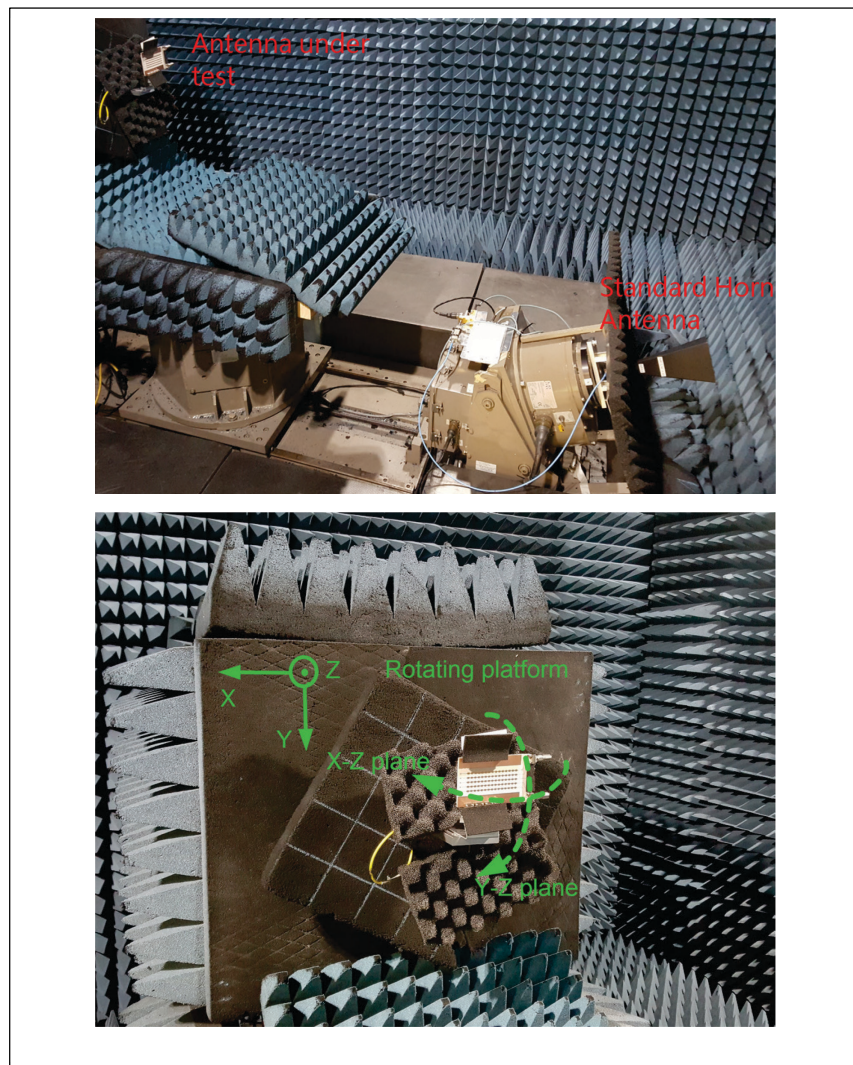 Antenna under
test
Standard Horn
Antenna
Z
Rotating platform
X
Y
X-Z plane
Y-Z plane